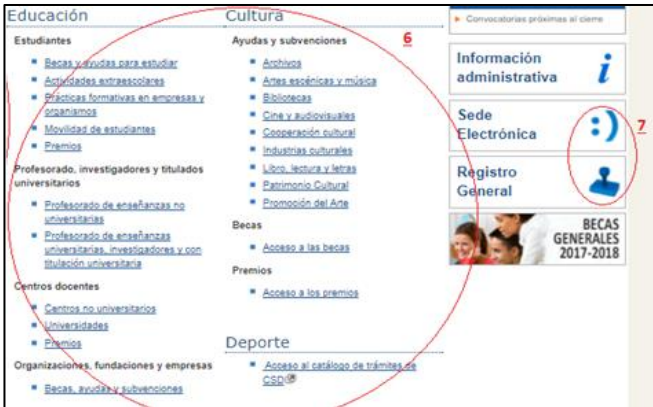 Educación
Estudiantes
Becas y ayudas para estudiar
Actividades extraescolares
Prácticas formativas en empresas y
organismos
Movilidad de estudiantes
Premios
Profesorado, investigadores y titulados
universitarios
Profesorado de enseñanzas no
universitarias
Profesorado de enseñanzas
universitarias, investigadores y con
titulación universitaria
Centros docentes
Centros no universitarios
Universidades
Premios
Organizaciones, fundaciones y empresas
Becas, ayudas y subvenciones
Cultura
6
Ayudas y subvenciones
Archivos
Artes escénicas y música
Bibliotecas
Cine y audiovisuales
Cooperación cultural
Industrias culturales
Libro, lectura y letras
Patrimonio Cultural
Promoción del Arte
Becas
Acceso a las becas
Premios
Acceso a los premios
Deporte
Acceso al catálogo de trámites de
CSD
Convocatorias próximas al cierre
Información
administrativa
i
Sede
Electrónica
:)
7
Registro
General
BECAS
GENERALES
2017-2018